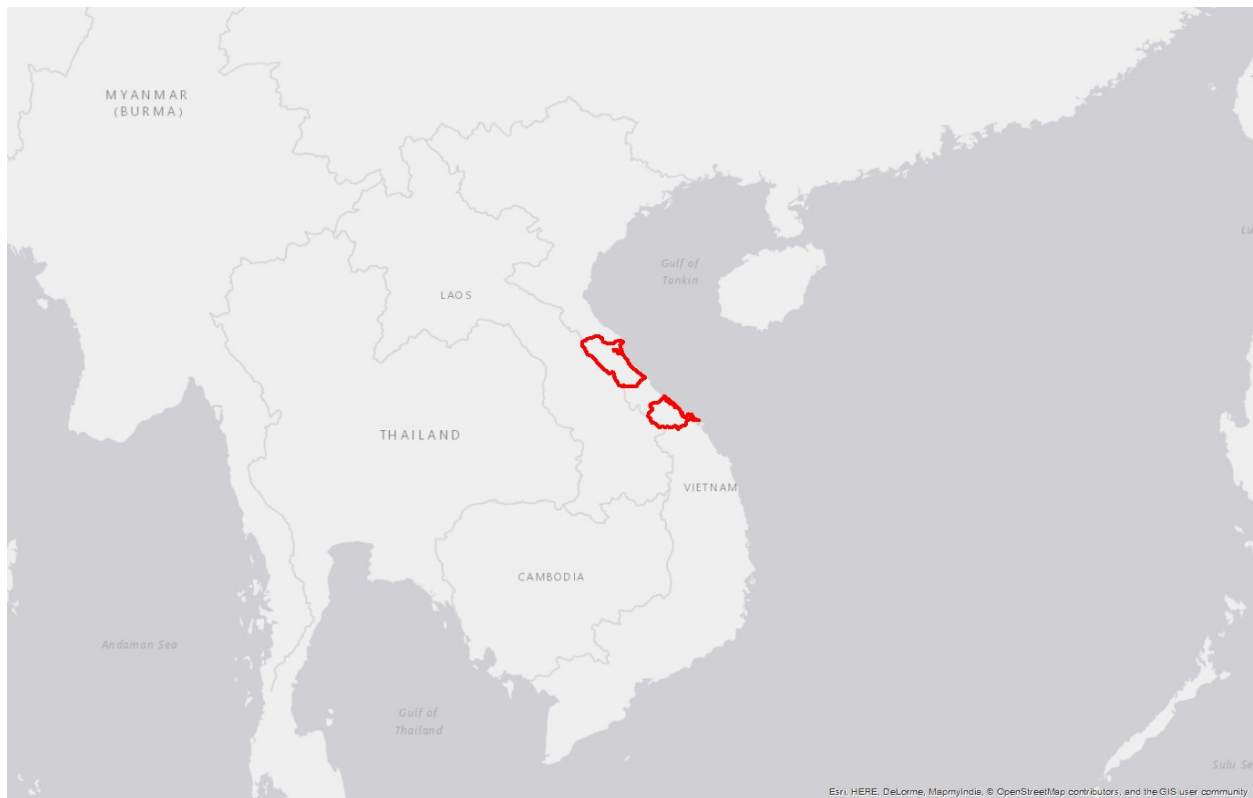 MYANMAR
(BURMA)
Gulf of
Tonkin
LAOS
THAILAND
VIETNAM
CAMBODIA
Andaman Sea
Gulf of
Thailand
Esri, HERE, DeLorme, MapmyIndia, © OpenStreetMap contributors, and the GIS user community